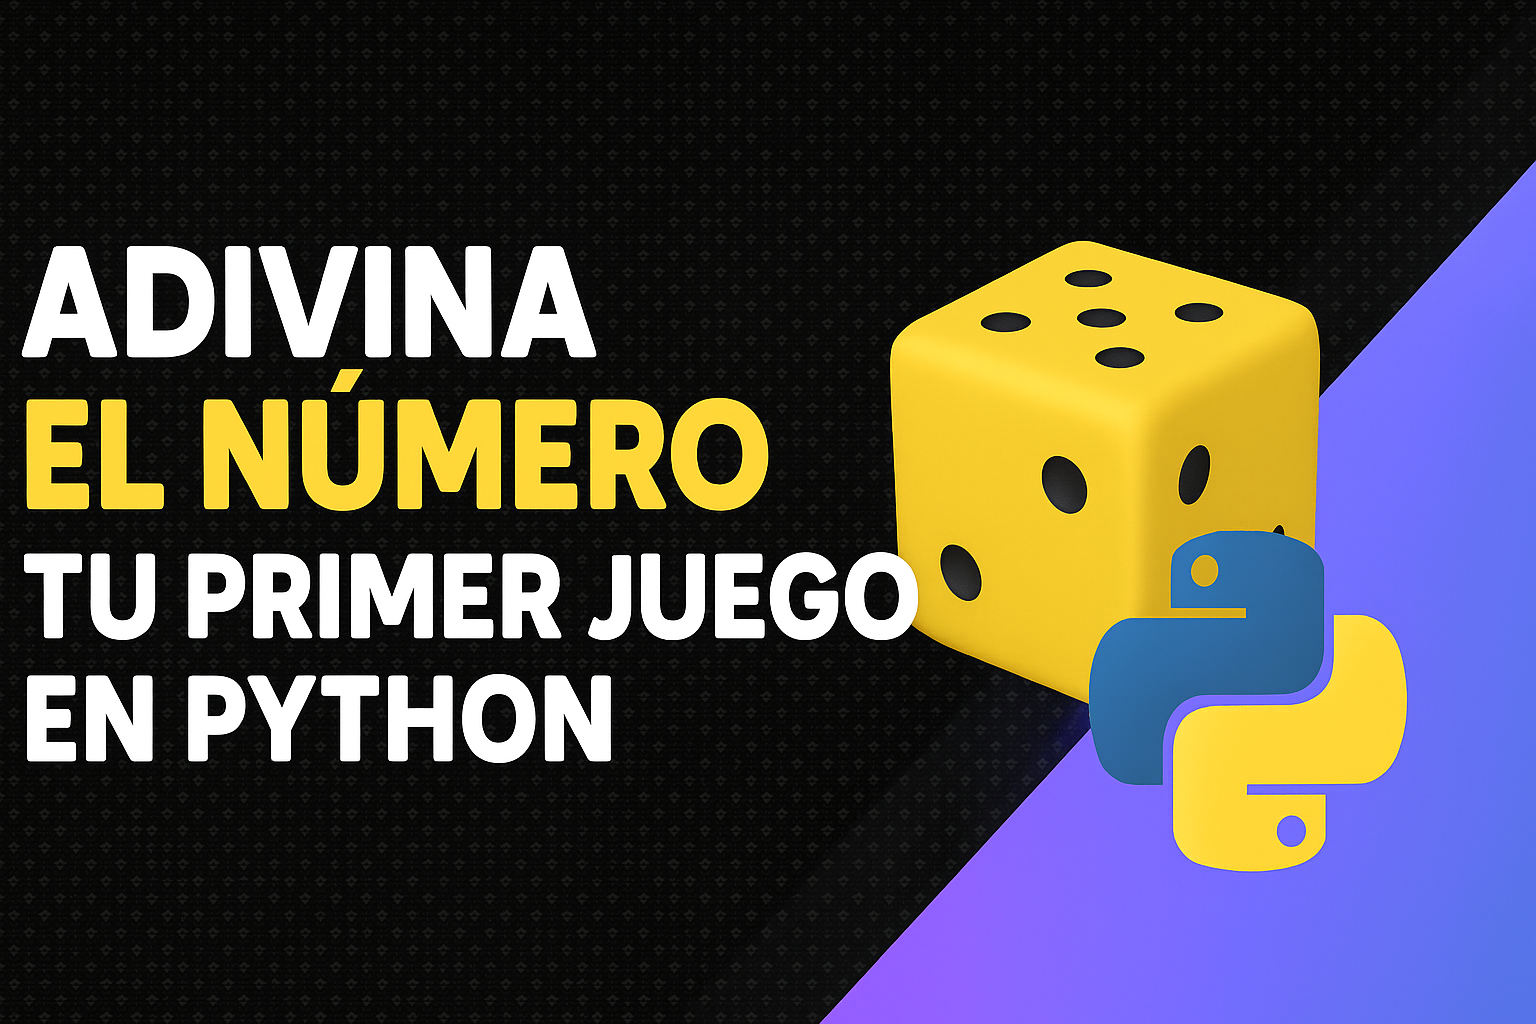 ADIVINA
EL NÚMERO
TU PRIMER JUEGO
EN PYTHON